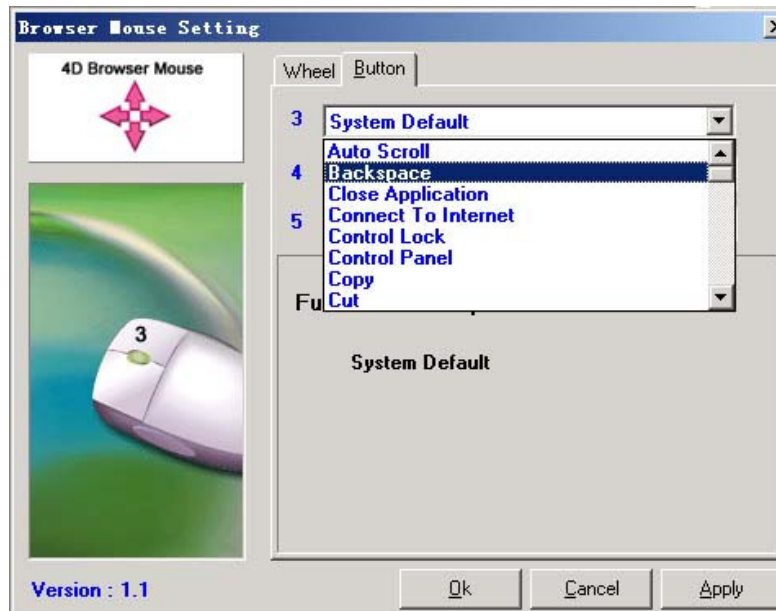 Browser Mouse Setting
4D Browser Mouse
Wheel Button
3 System Default
Auto Scroll
4 Backspace
Close Application
5 Connect To Internet
Control Lock
Control Panel
Copy
Fu Cut
3
System Default
Version : 1.1
Ok Cancel Apply